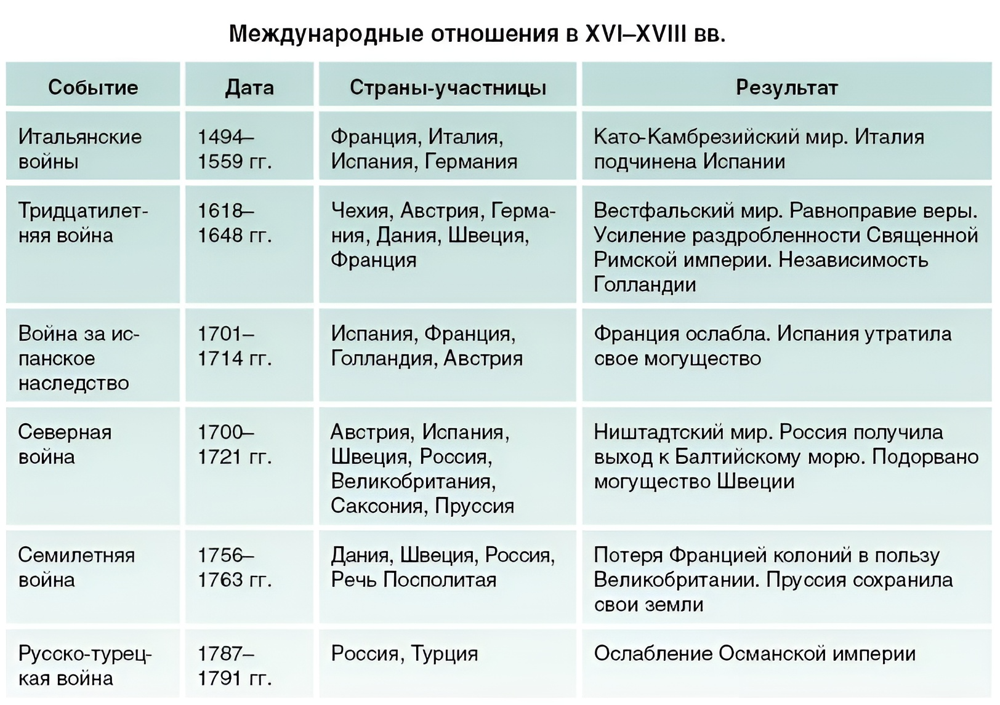 Международные отношения в XVI–XVIII вв.
Событие
Дата
Страны-участницы
Результат
Итальянские
войны
1494–
1559 гг.
Франция, Италия,
Испания, Германия
Като-Камбрезийский мир. Италия
подчинена Испании
Тридцатилет-
няя война
1618–
1648 гг.
Чехия, Австрия, Герма-
ния, Дания, Швеция,
Франция
Вестфальский мир. Равноправие веры.
Усиление раздробленности Священной
Римской империи. Независимость
Голландии
Война за ис-
панское
наследство
1701–
1714 гг.
Испания, Франция,
Голландия, Австрия
Франция ослабла. Испания утратила
свое могущество
Северная
война
1700–
1721 гг.
Австрия, Испания,
Швеция, Россия,
Великобритания,
Саксония, Пруссия
Ништадтский мир. Россия получила
выход к Балтийскому морю. Подорвано
могущество Швеции
Семилетняя
война
1756–
1763 гг.
Дания, Швеция, Россия,
Речь Посполитая
Потеря Францией колоний в пользу
Великобритании. Пруссия сохранила
свои земли
Русско-турец-
кая война
1787–
1791 гг.
Россия, Турция
Ослабление Османской империи